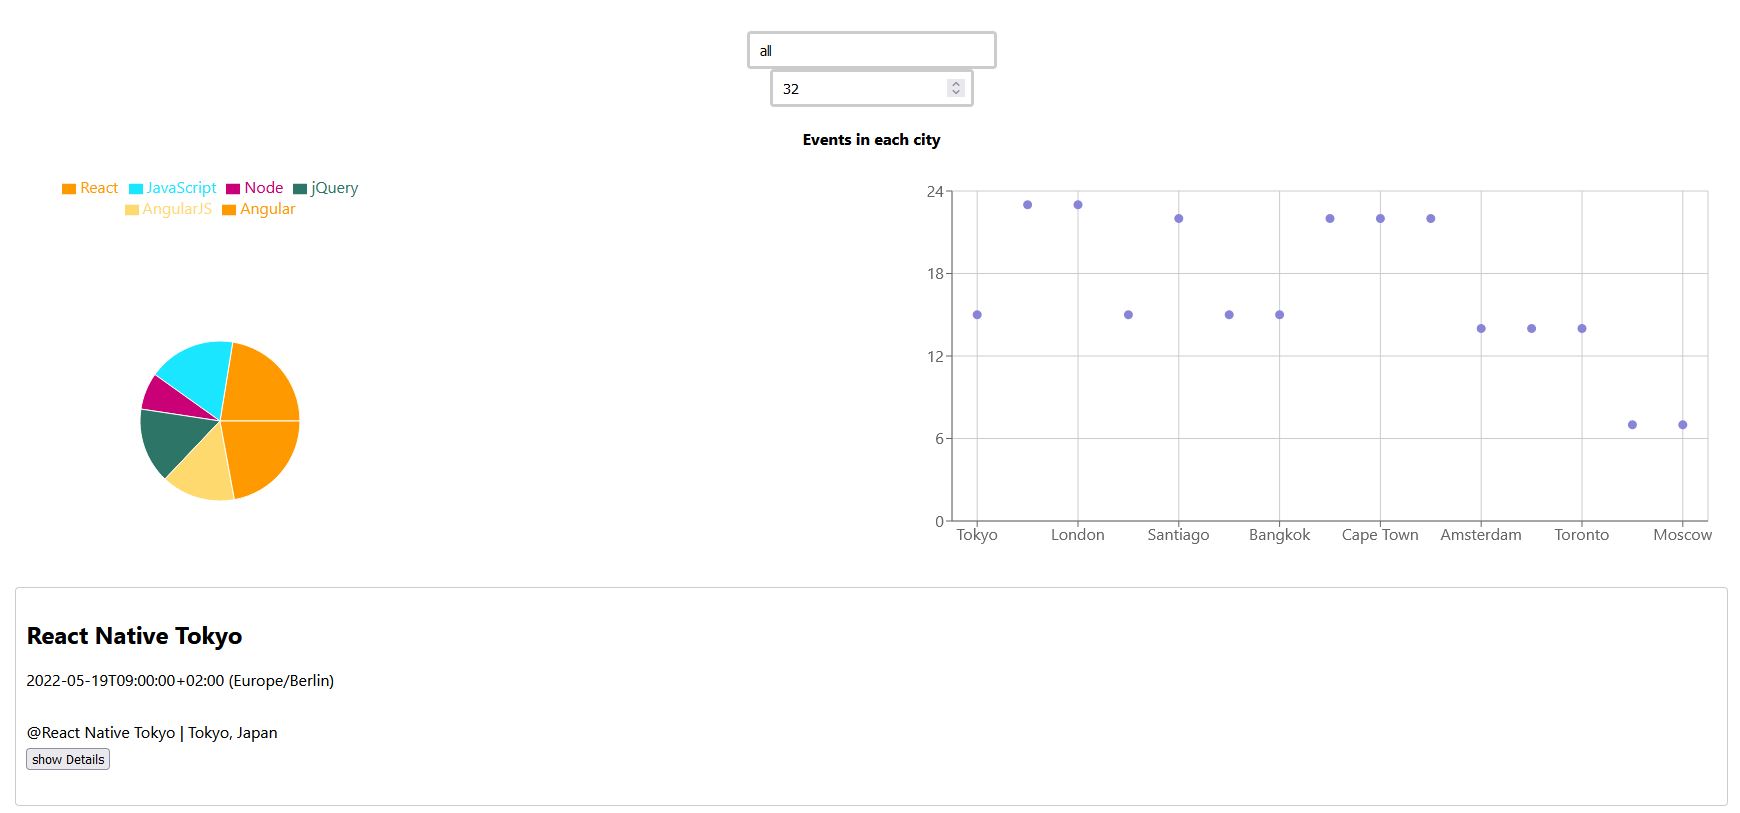 all
32
Events in each city
React JavaScript Node jQuery
AngularJS Angular
24
18
12
6
0
Tokyo London Santiago Bangkok Cape Town Amsterdam Toronto Moscow
React Native Tokyo
2022-05-19T09:00:00+02:00 (Europe/Berlin)
@React Native Tokyo | Tokyo, Japan
show Details